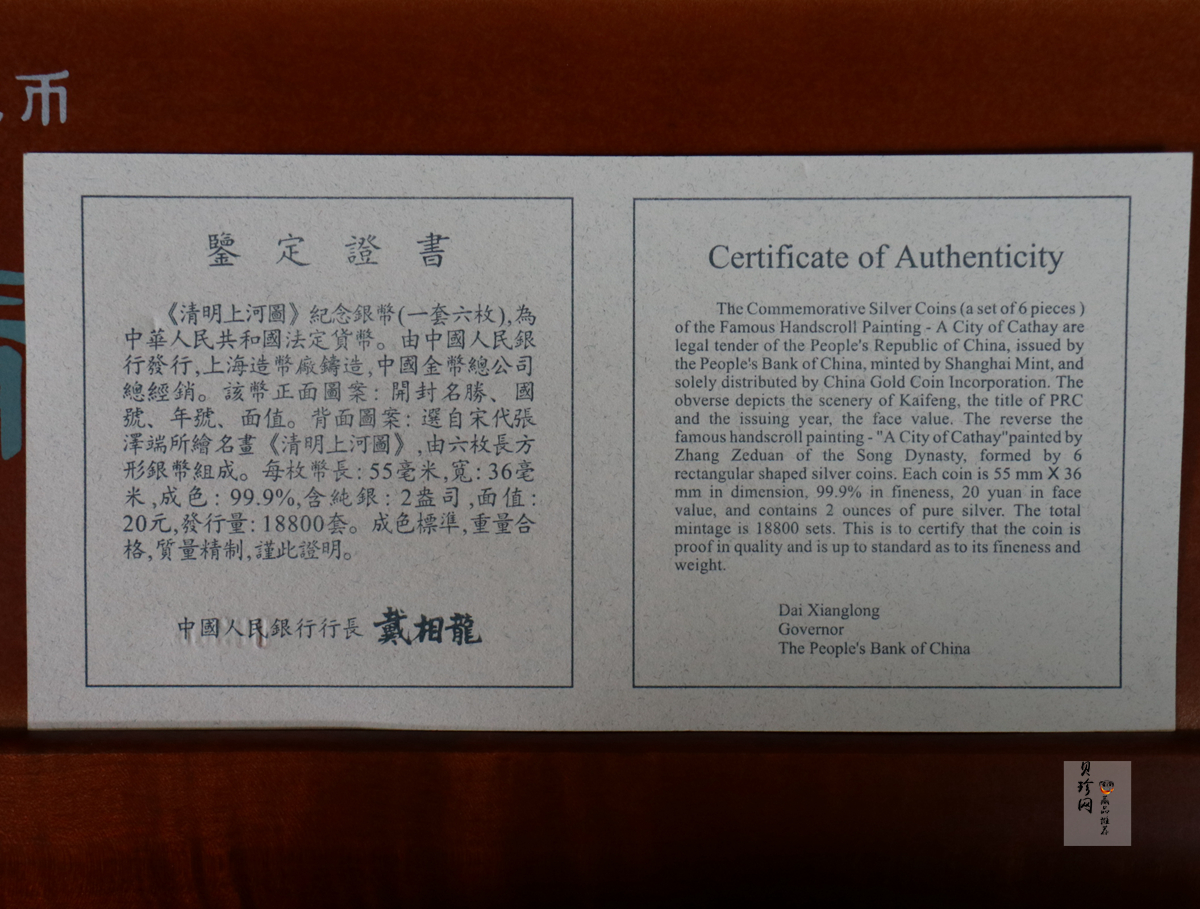 币
鑒定證書
《清明上河圖》紀念銀幣(一套六枚),為
中華人民共和國法定貨幣。由中國人民銀
行發行,上海造幣廠鑄造,中國金幣總公司
總經銷。該幣正面圖案:開封名勝、國
號、年號、面值。背面圖案:選自宋代張
澤端所繪名畫《清明上河圖》,由六枚長方
形銀幣組成。每枚幣長:55毫米,寬:36毫
米,成色:99.9%,含純銀:2盎司,面值:
20元,發行量:18800套。成色標準,重量合
格,質量精制,謹此證明。
中國人民銀行行長 戴相龍
Certificate of Authenticity
The Commemorative Silver Coins (a set of 6 pieces )
of the Famous Handscroll Painting - A City of Cathay are
legal tender of the People's Republic of China, issued by
the People's Bank of China, minted by Shanghai Mint, and
solely distributed by China Gold Coin Incorporation. The
obverse depicts the scenery of Kaifeng, the title of PRC
and the issuing year, the face value. The reverse the
famous handscroll painting - "A City of Cathay"painted by
Zhang Zeduan of the Song Dynasty, formed by 6
rectangular shaped silver coins. Each coin is 55 mm X 36
mm in dimension, 99.9% in fineness, 20 yuan in face
value, and contains 2 ounces of pure silver. The total
mintage is 18800 sets. This is to certify that the coin is
proof in quality and is up to standard as to its fineness and
weight.
Dai Xianglong
Governor
The People's Bank of China
贝珍网
藏品推荐